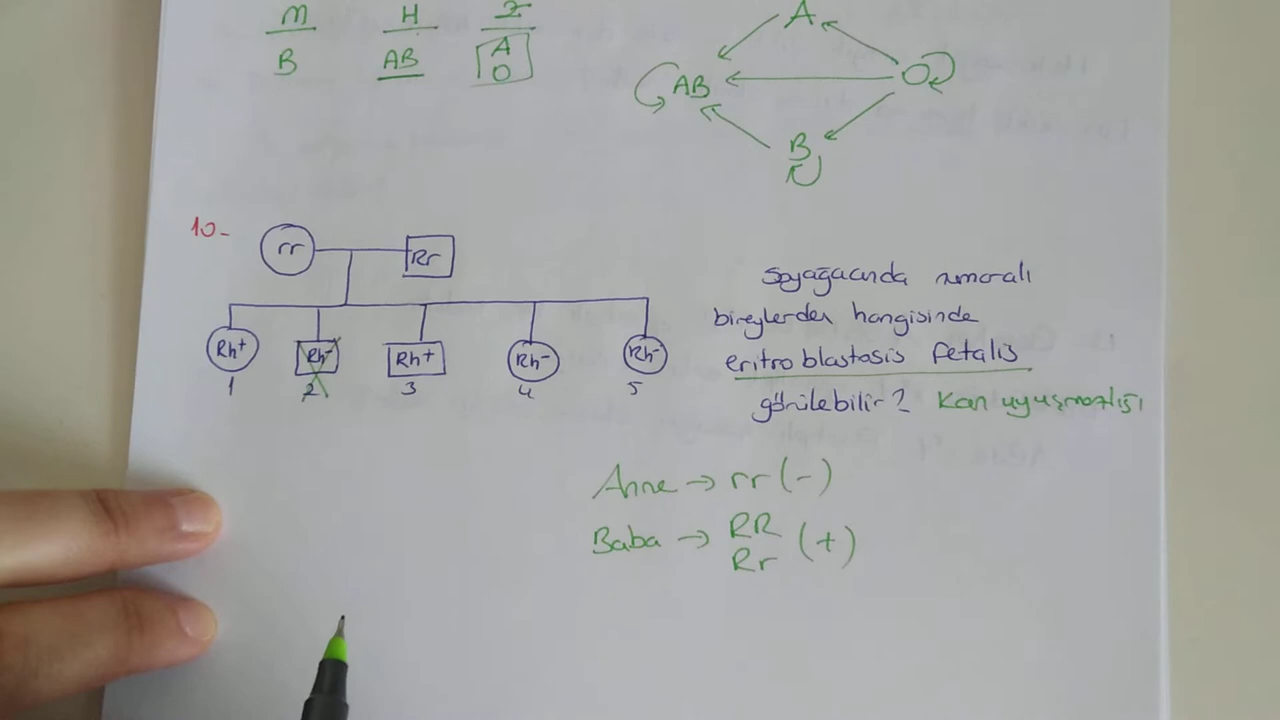 M H I
B AB A
O
A
AB O
B
10-
rr Rr
Rh+ Rh- Rh+ Rh- Rh-
1 2 3 4 5
Soyağacında numaralı
bireylerden hangisinde
eritroblastosis fetalis
görülebilir? Kan uyuşmazlığı
Anne → rr (-)
Baba → RR (+)
Rr